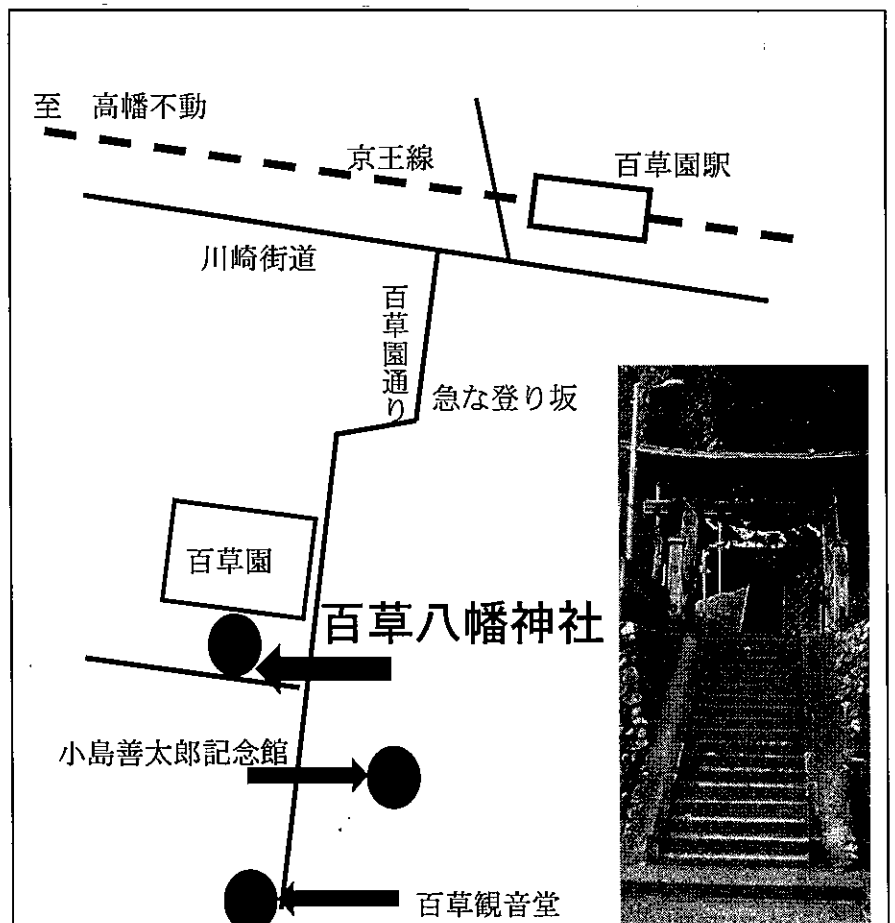 至　高幡不動
京王線
百草園駅
川崎街道
百草園通り
急な登り坂
百草園
百草八幡神社
小島善太郎記念館
百草観音堂